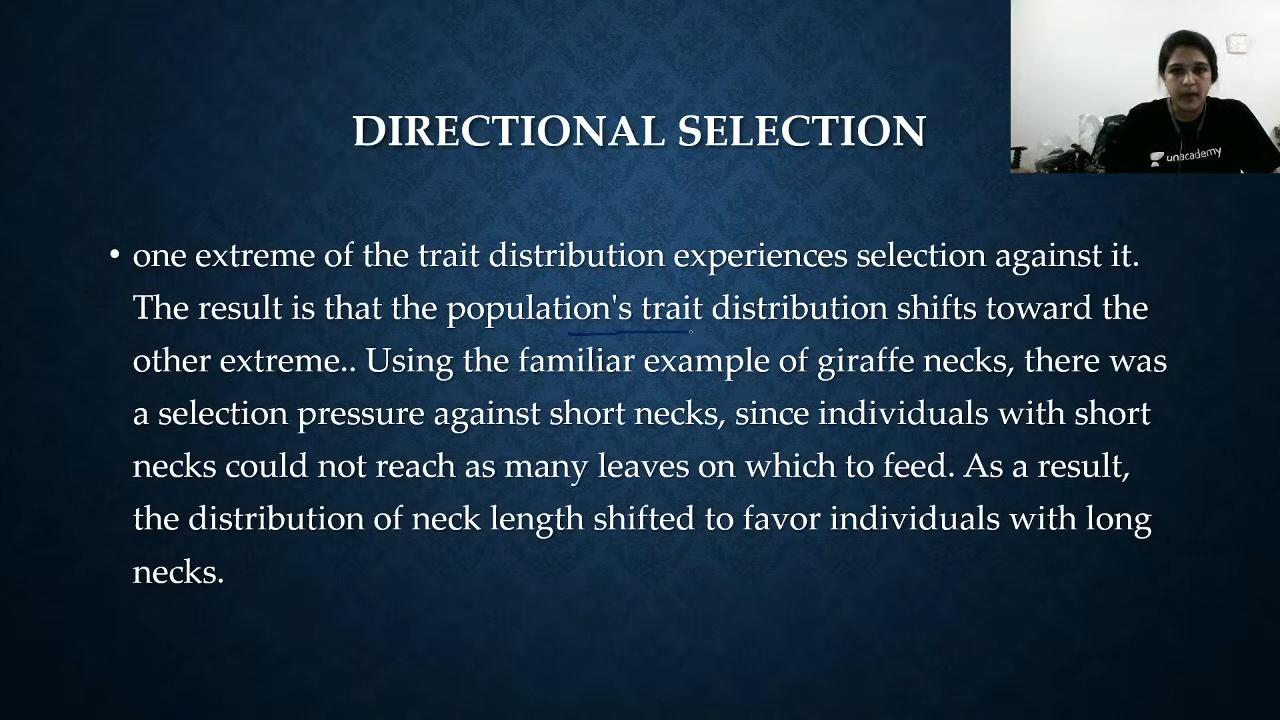 DIRECTIONAL SELECTION
unacademy
• one extreme of the trait distribution experiences selection against it.
The result is that the population's trait distribution shifts toward the
other extreme.. Using the familiar example of giraffe necks, there was
a selection pressure against short necks, since individuals with short
necks could not reach as many leaves on which to feed. As a result,
the distribution of neck length shifted to favor individuals with long
necks.